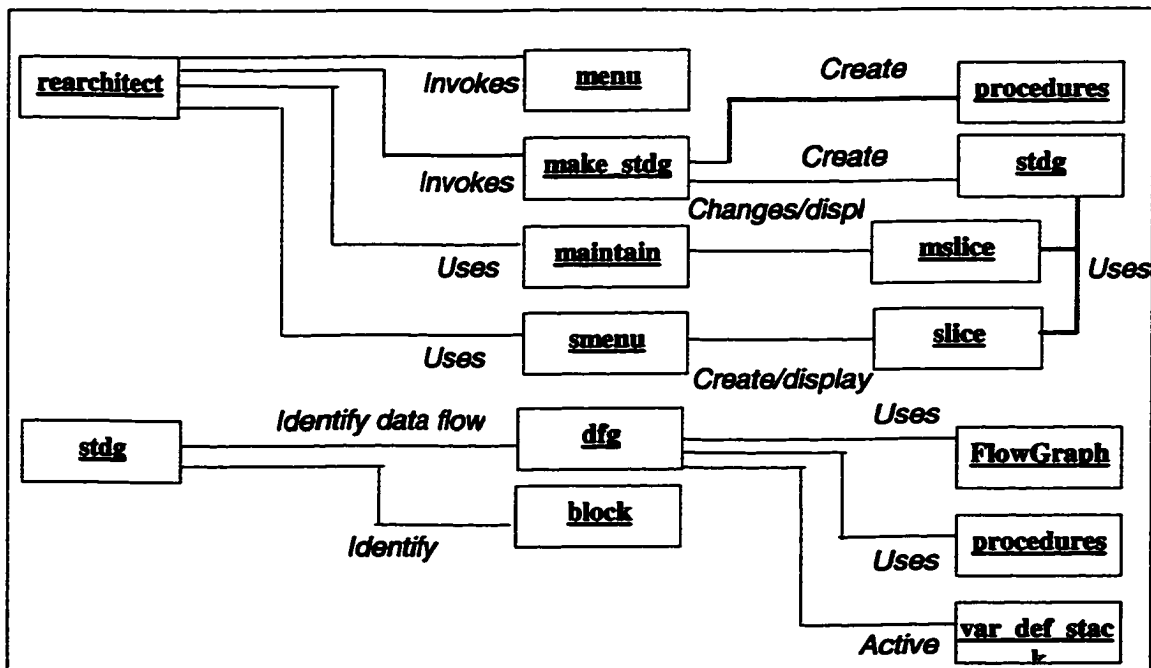 rearchitect
Invokes
menu
Create
procedures
Invokes
make_stdg
Create
stdg
Changes/displ
Uses
maintain
mslice
Uses
Uses
smenu
slice
Create/display
stdg
Identify data flow
dfg
Uses
FlowGraph
block
Identify
Uses
procedures
Active
var_def_stac
k